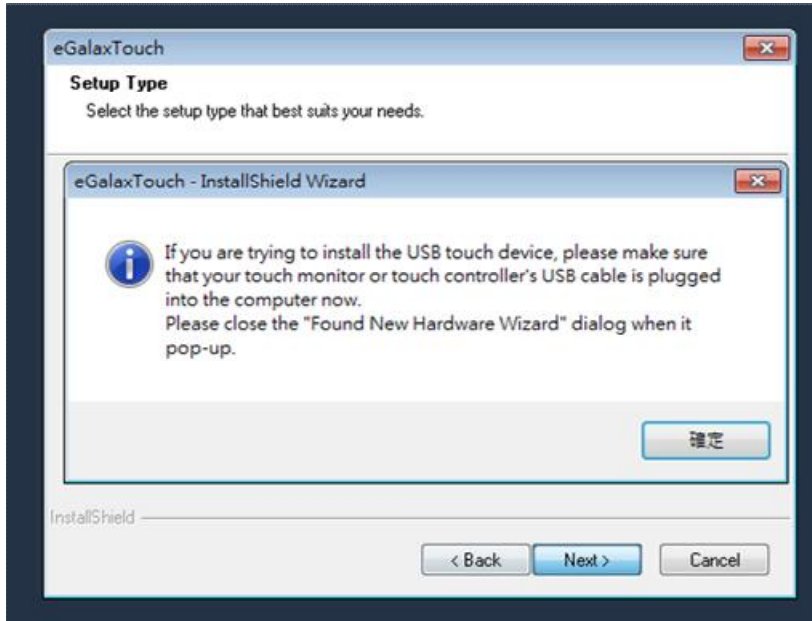 eGalaxTouch
Setup Type
Select the setup type that best suits your needs.
eGalaxTouch - InstallShield Wizard
If you are trying to install the USB touch device, please make sure
that your touch monitor or touch controller's USB cable is plugged
into the computer now.
Please close the "Found New Hardware Wizard" dialog when it
pop-up.
確定
InstallShield
< Back
Next >
Cancel